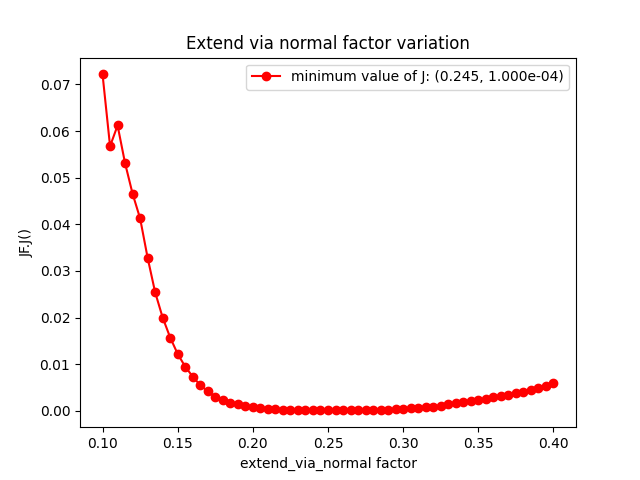 Extend via normal factor variation
minimum value of J: (0.245, 1.000e-04)
0.07
0.06
0.05
0.04
0.03
0.02
0.01
0.00
JF.J()
0.10 0.15 0.20 0.25 0.30 0.35 0.40
extend_via_normal factor